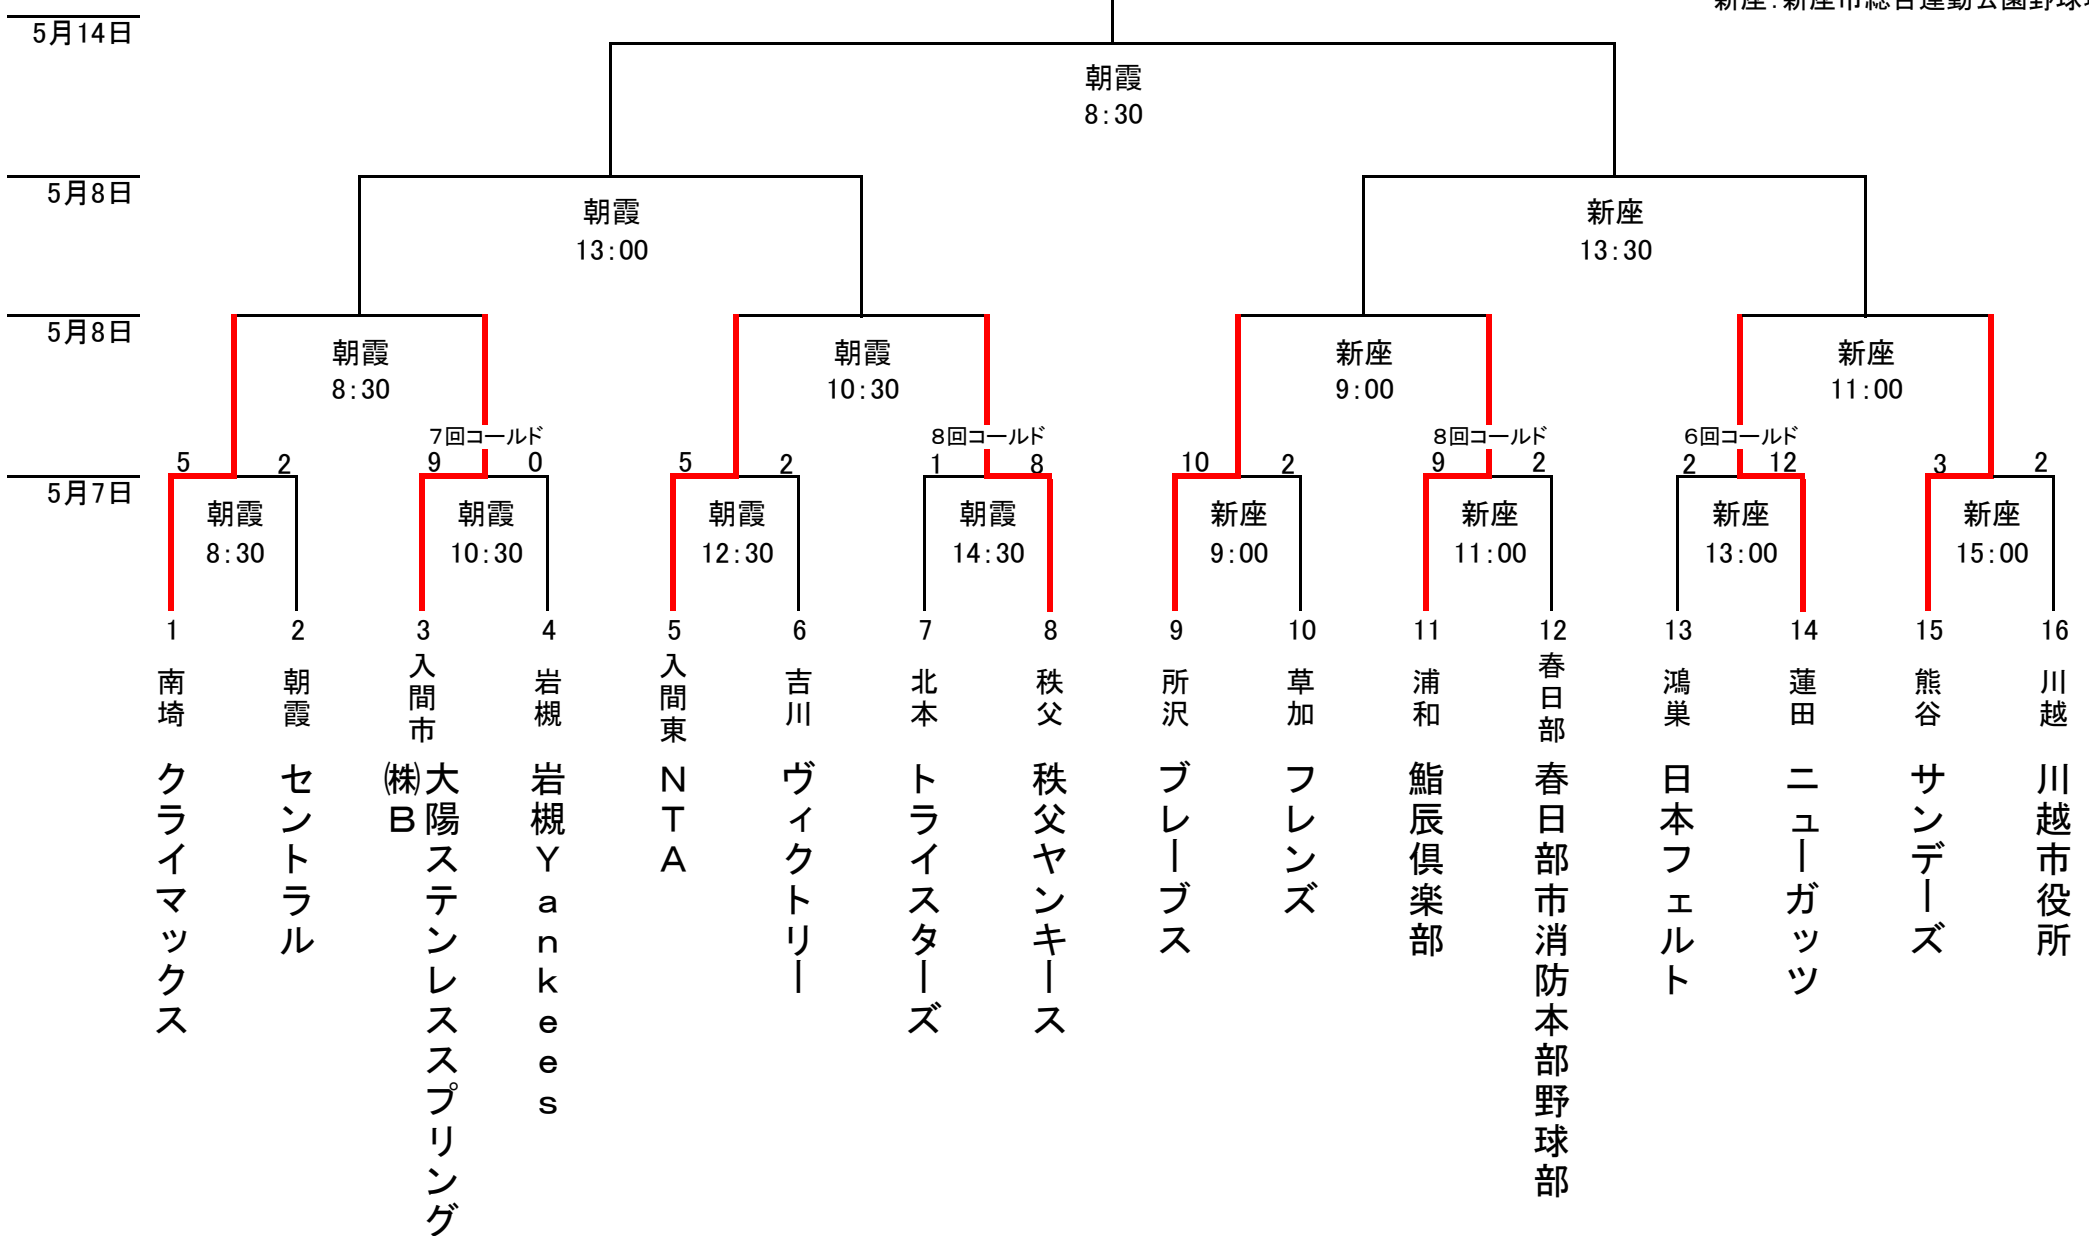 新座：新座市総合運動公園野球場
5月14日
朝霞
8:30
5月8日
朝霞
13:00
新座
13:30
5月8日
朝霞
8:30
朝霞
10:30
新座
9:00
新座
11:00
7回コールド
8回コールド
8回コールド
6回コールド
5 2 9 0 5 2 1 8 10 2 9 2 2 12 3 2
5月7日
朝霞
8:30
朝霞
10:30
朝霞
12:30
朝霞
14:30
新座
9:00
新座
11:00
新座
13:00
新座
15:00
1 2 3 4 5 6 7 8 9 10 11 12 13 14 15 16
南埼
朝霞
入間市
岩槻
入間東
吉川
北本
秩父
所沢
草加
浦和
春日部
鴻巣
蓮田
熊谷
川越
クライマックス
セントラル
大陽ステンレススプリング
㈱B
岩槻Yankees
NTA
ヴィクトリー
トライスターズ
秩父ヤンキース
ブレーブス
フレンズ
鮨辰倶楽部
春日部市消防本部野球部
日本フェルト
ニューガッツ
サンデーズ
川越市役所